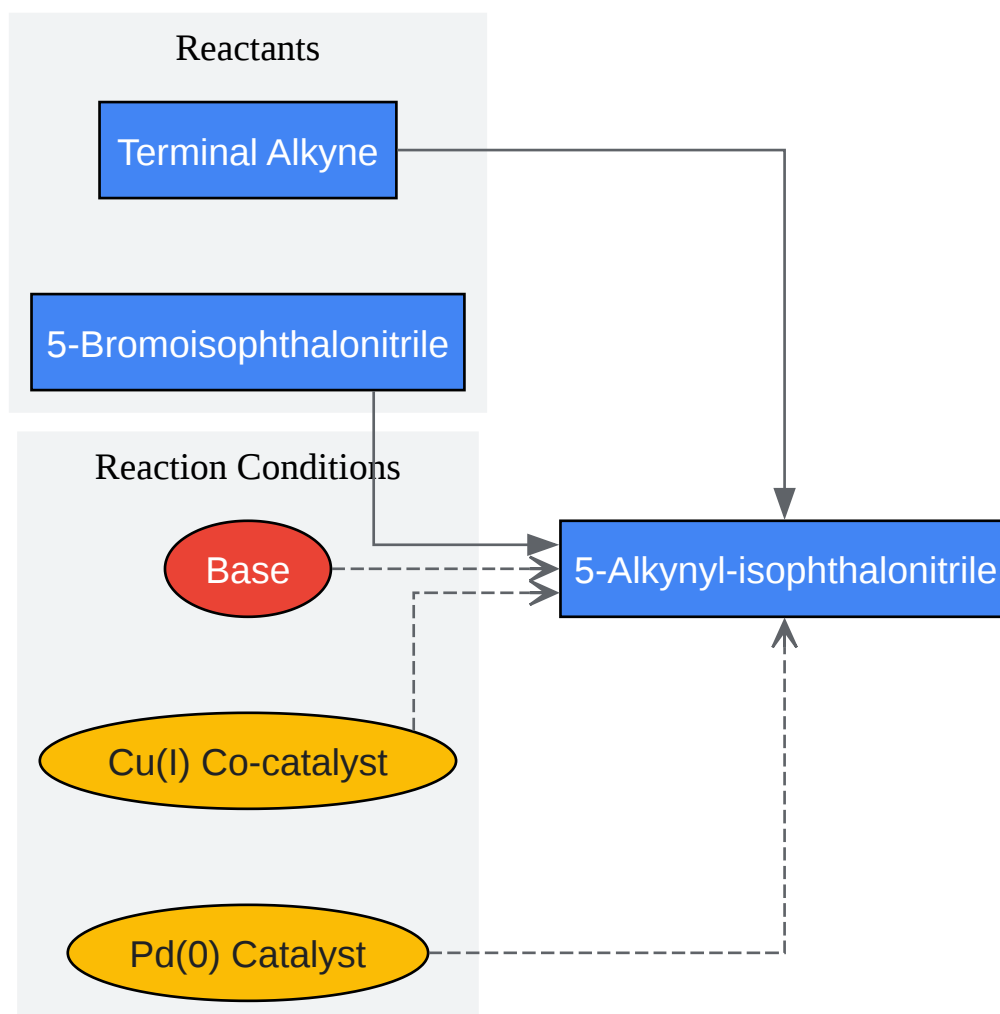 Reactants
Terminal Alkyne
5-Bromoisophthalonitrile
Reaction Conditions
Base
5-Alkynyl-isophthalonitrile
Cu(I) Co-catalyst
Pd(0) Catalyst